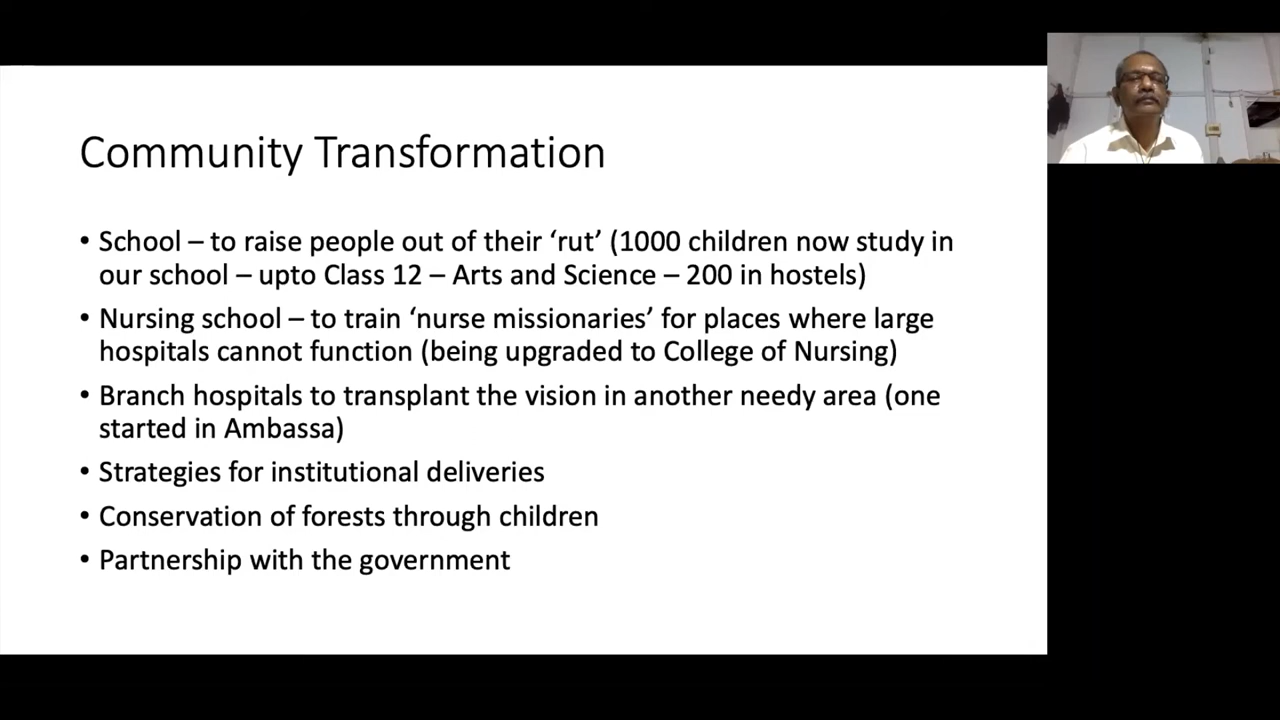 Community Transformation
• School – to raise people out of their ‘rut’ (1000 children now study in
our school – upto Class 12 – Arts and Science – 200 in hostels)
• Nursing school – to train ‘nurse missionaries’ for places where large
hospitals cannot function (being upgraded to College of Nursing)
• Branch hospitals to transplant the vision in another needy area (one
started in Ambassa)
• Strategies for institutional deliveries
• Conservation of forests through children
• Partnership with the government